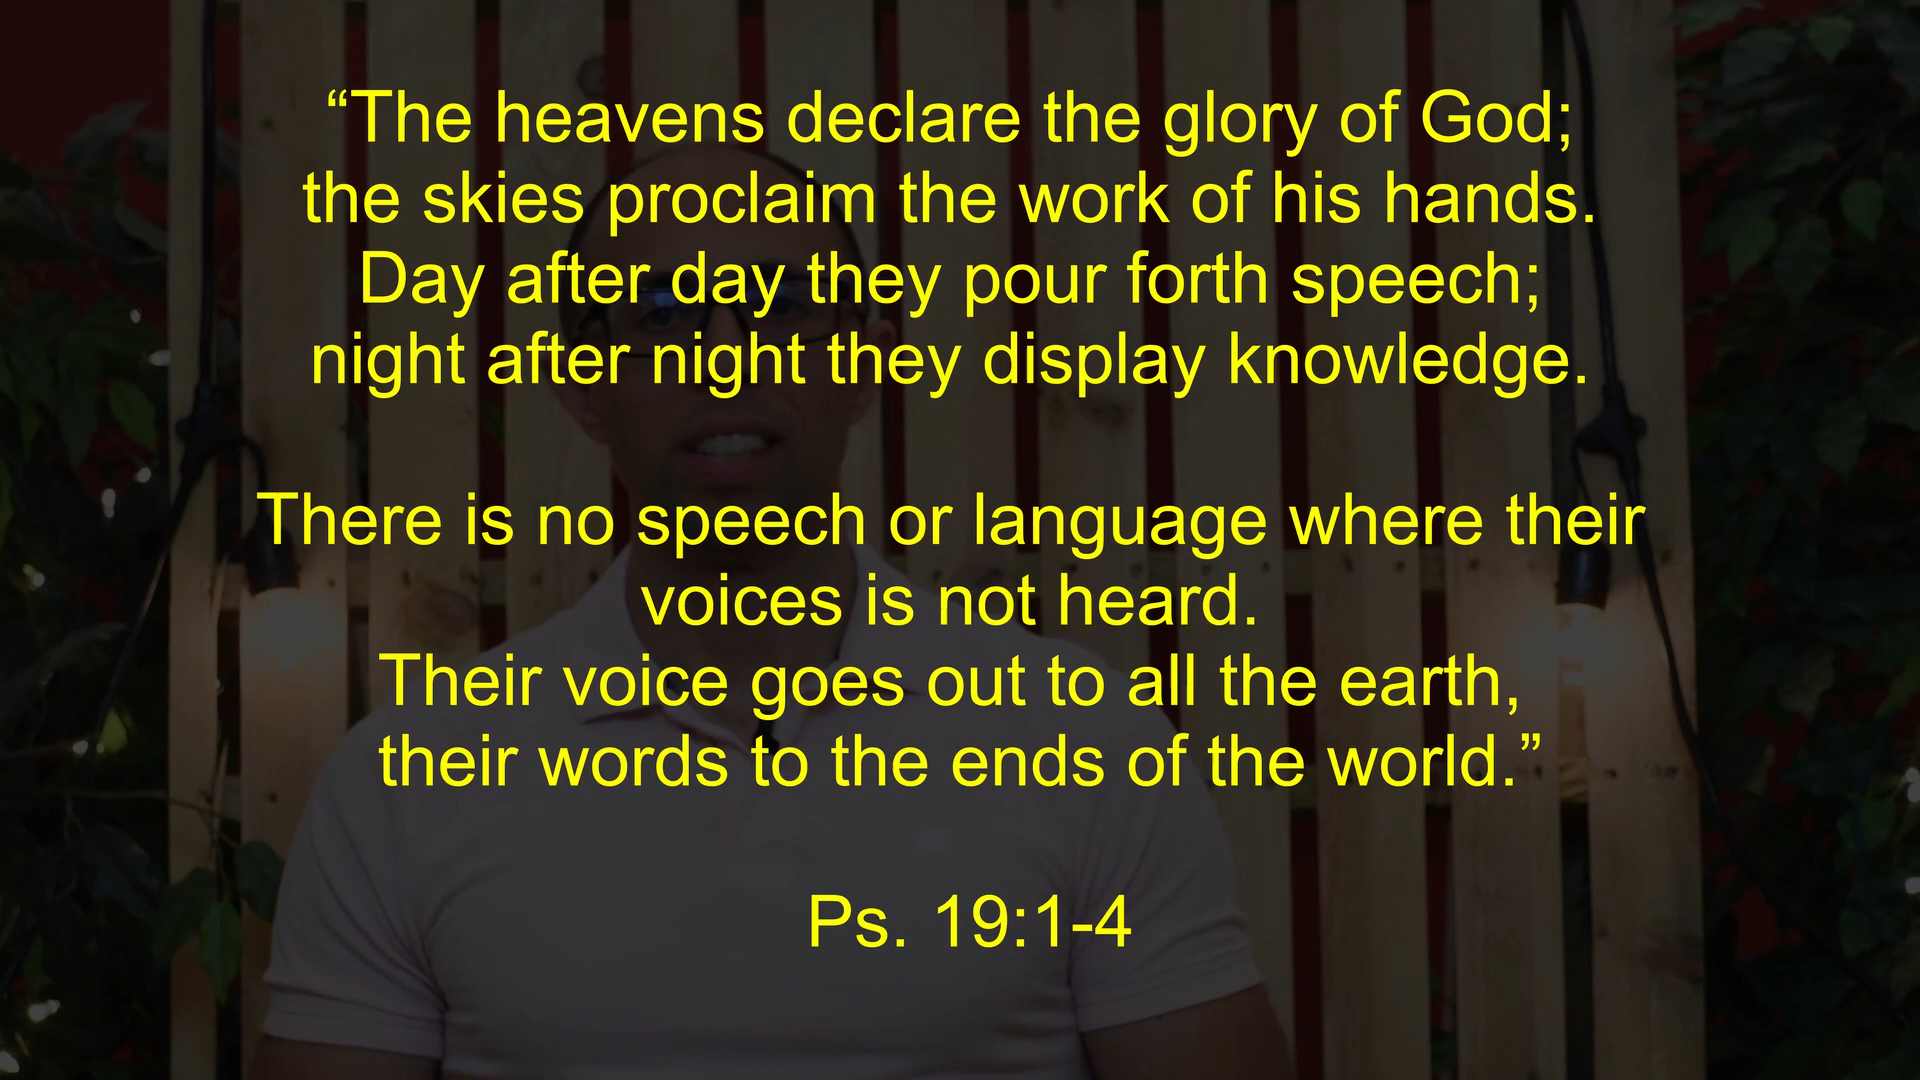 “The heavens declare the glory of God;
the skies proclaim the work of his hands.
Day after day they pour forth speech;
night after night they display knowledge.
There is no speech or language where their
voices is not heard.
Their voice goes out to all the earth,
their words to the ends of the world.”
Ps. 19:1-4